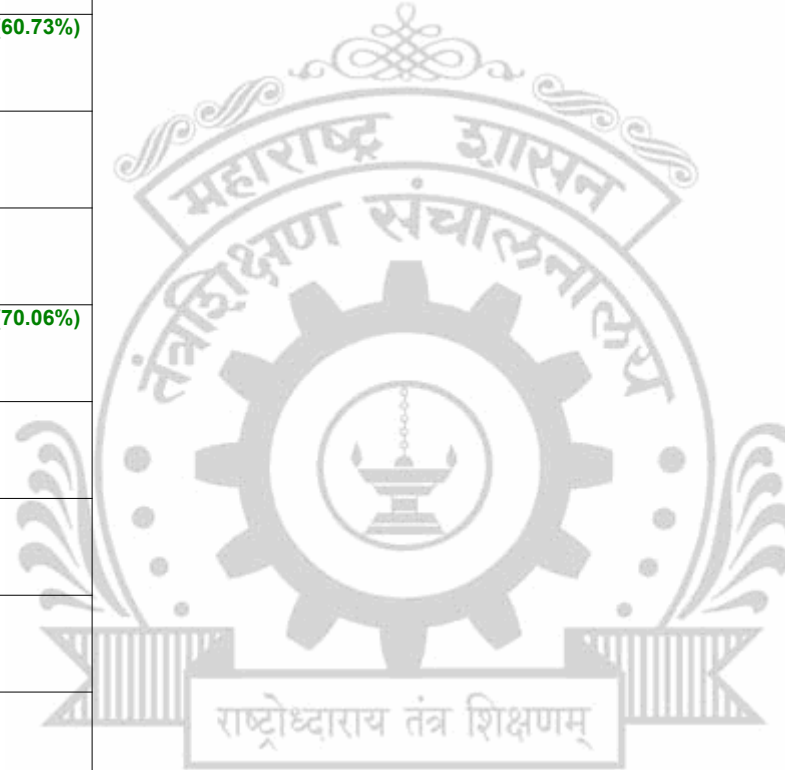 60.73%)
महाराष्ट्र शासन
तंत्रशिक्षण संचालनालय
70.06%)
राष्ट्रोध्दाराय तंत्र शिक्षणम्